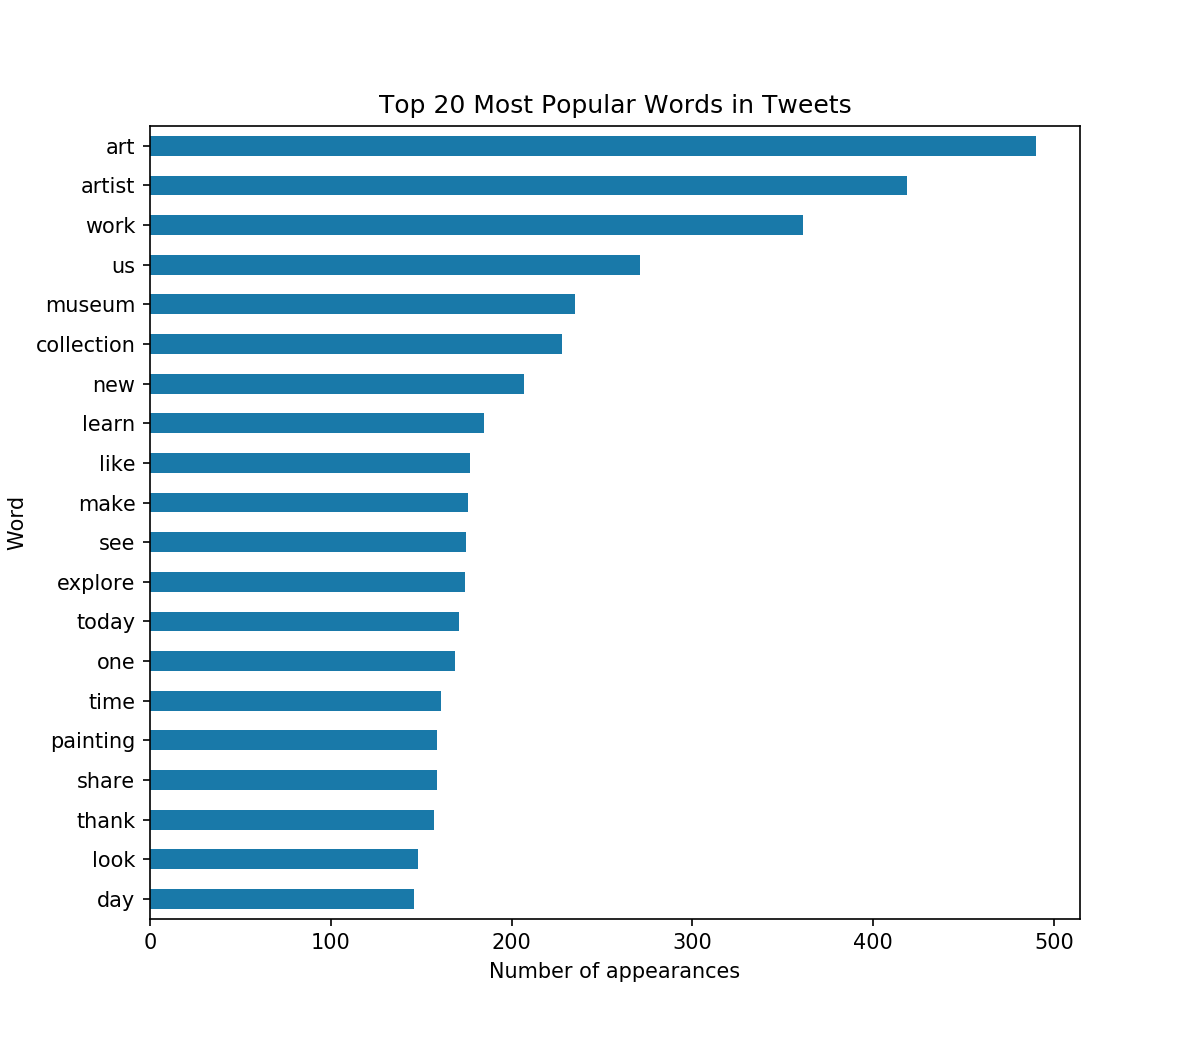 Top 20 Most Popular Words in Tweets
art
artist
work
us
museum
collection
new
learn
like
make
see
explore
today
one
time
painting
share
thank
look
day
Word
0 100 200 300 400 500
Number of appearances